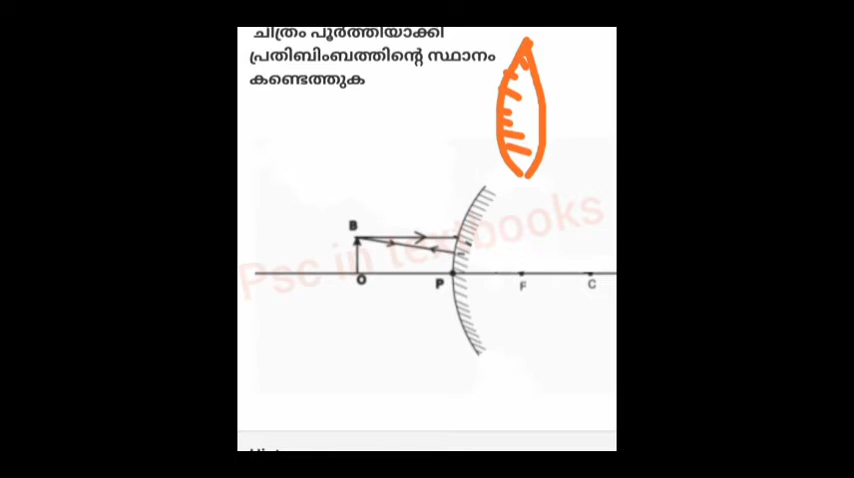 ചിത്രം പൂർത്തിയാക്കി
പ്രതിബിംബത്തിന്റെ സ്ഥാനം
കണ്ടെത്തുക
B
Psc in textbooks
O
P
F
C